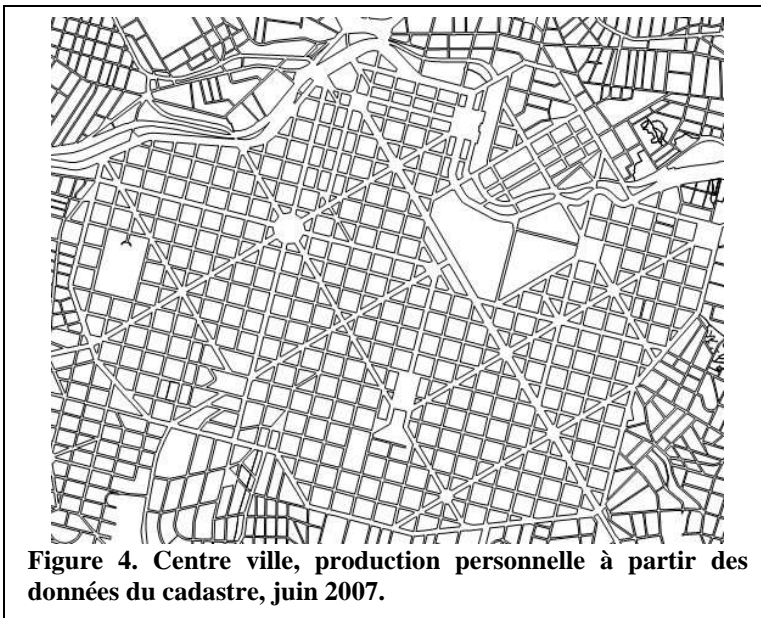 Figure 4. Centre ville, production personnelle à partir des
données du cadastre, juin 2007.